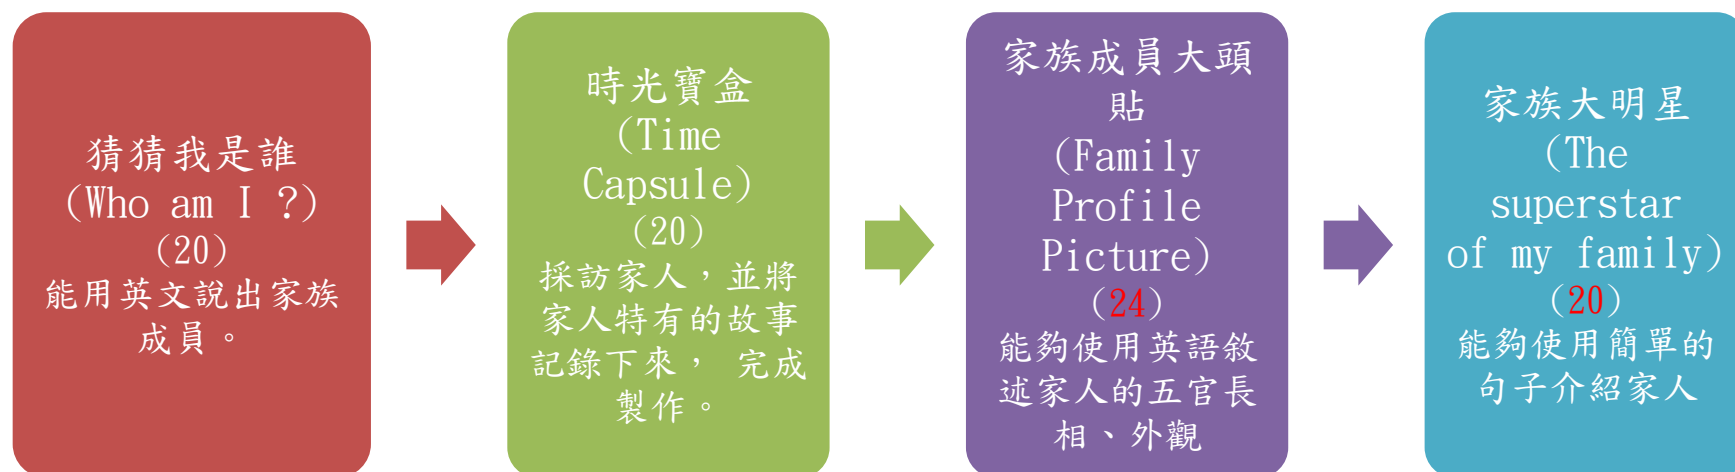 猜猜我是誰
(Who am I ?)
(20)
能用英文說出家族
成員。
時光寶盒
(Time
Capsule)
(20)
採訪家人，並將
家人特有的故事
記錄下來， 完成
製作。
家族成員大頭
貼
(Family
Profile
Picture)
(24)
能夠使用英語敘
述家人的五官長
相、外觀
家族大明星
(The
superstar
of my family)
(20)
能夠使用簡單的
句子介紹家人